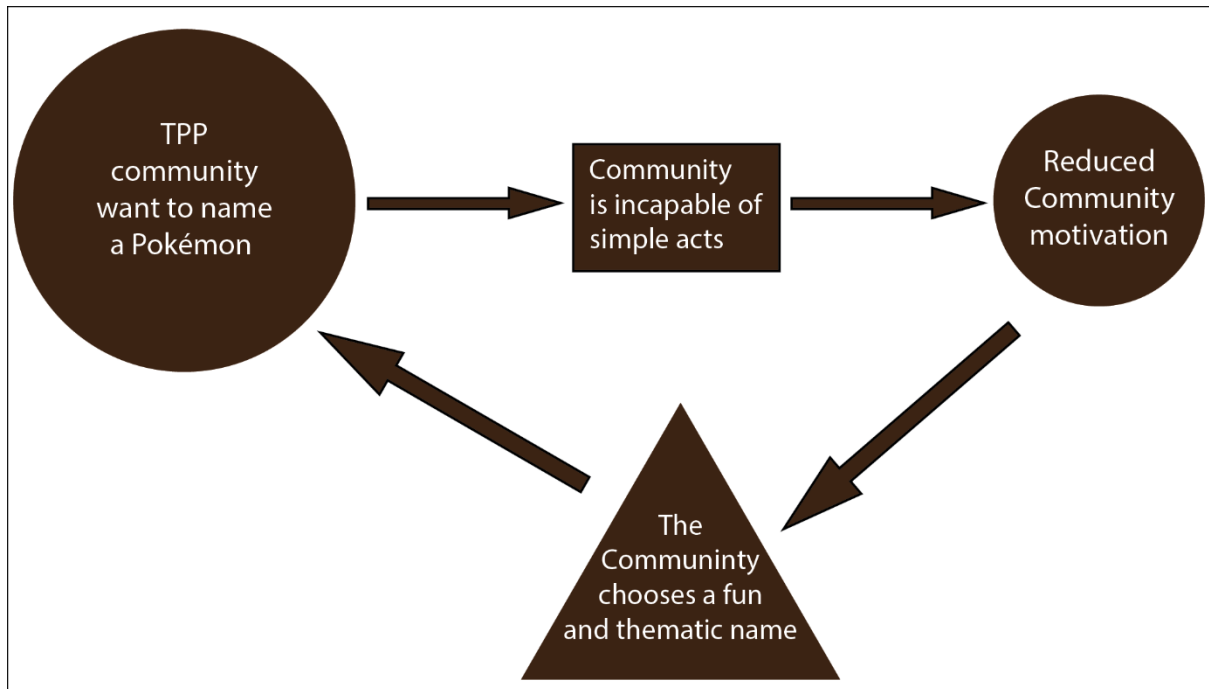 TPP
community
want to name
a Pokémon
Community
is incapable of
simple acts
Reduced
Community
motivation
The
Communinty
chooses a fun
and thematic name